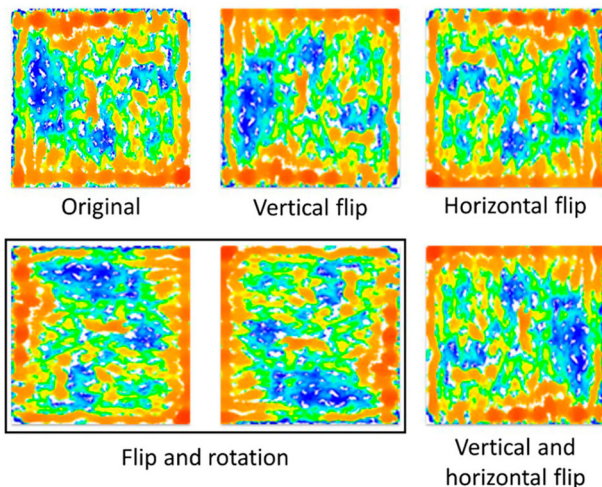 Original
Vertical flip
Horizontal flip
Flip and rotation
Vertical and
horizontal flip